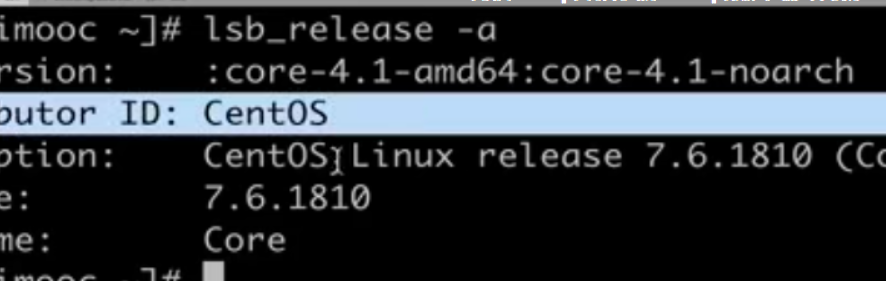 imooc ~]# lsb_release -a
rsion: :core-4.1-amd64:core-4.1-noarch
butor ID: CentOS
ption: CentOS Linux release 7.6.1810 (Co
e: 7.6.1810
me: Core
imooc ~]#